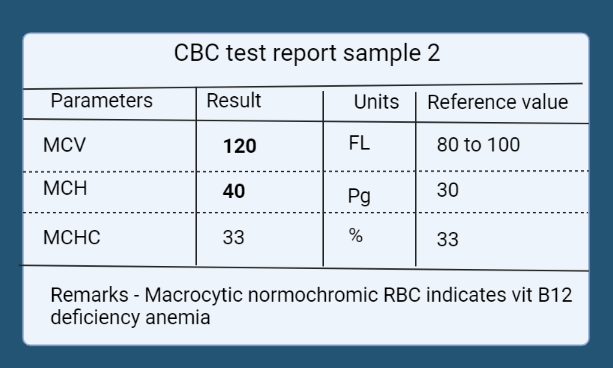 CBC test report sample 2
Parameters Result Units Reference value
MCV 120 FL 80 to 100
MCH 40 Pg 30
MCHC 33 % 33
Remarks - Macrocytic normochromic RBC indicates vit B12
deficiency anemia